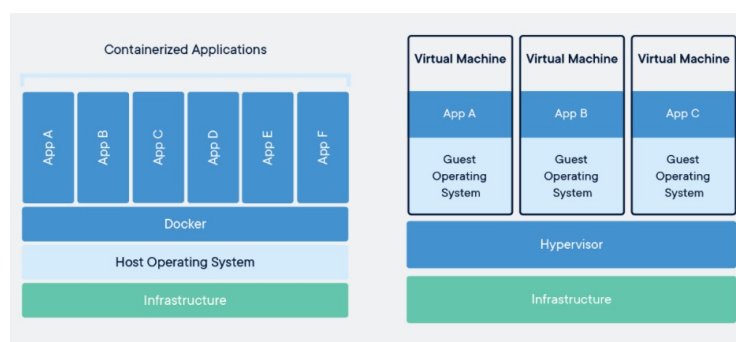 Containerized Applications
App A
App B
App C
App D
App E
App F
Docker
Host Operating System
Infrastructure
Virtual Machine
App A
Guest
Operating
System
Virtual Machine
App B
Guest
Operating
System
Virtual Machine
App C
Guest
Operating
System
Hypervisor
Infrastructure